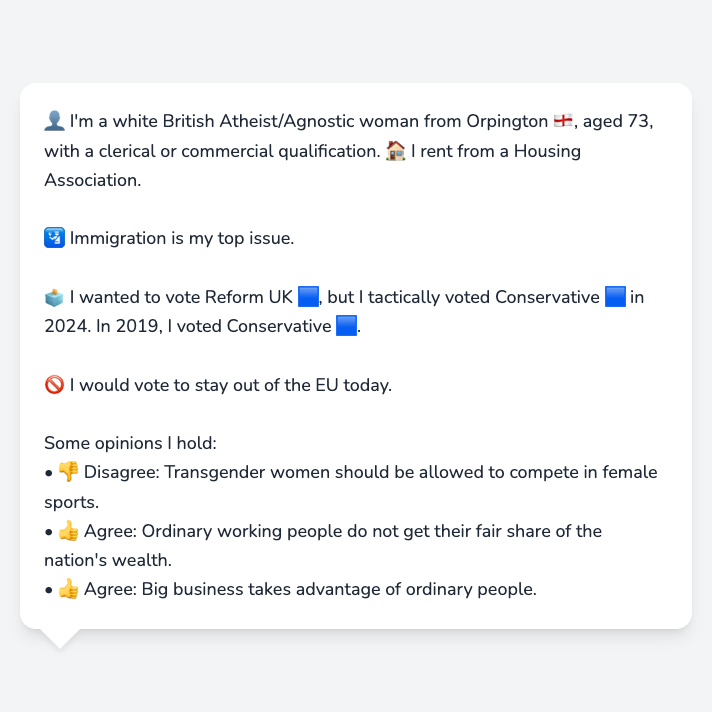 👤 I'm a white British Atheist/Agnostic woman from Orpington 🏴󠁧󠁢󠁥󠁮󠁧󠁿, aged 73,
with a clerical or commercial qualification. 🏠 I rent from a Housing
Association.
🛂 Immigration is my top issue.
🗳️ I wanted to vote Reform UK 🟦, but I tactically voted Conservative 🟦 in
2024. In 2019, I voted Conservative 🟦.
🚫 I would vote to stay out of the EU today.
Some opinions I hold:
• 👎 Disagree: Transgender women should be allowed to compete in female
sports.
• 👍 Agree: Ordinary working people do not get their fair share of the
nation's wealth.
• 👍 Agree: Big business takes advantage of ordinary people.